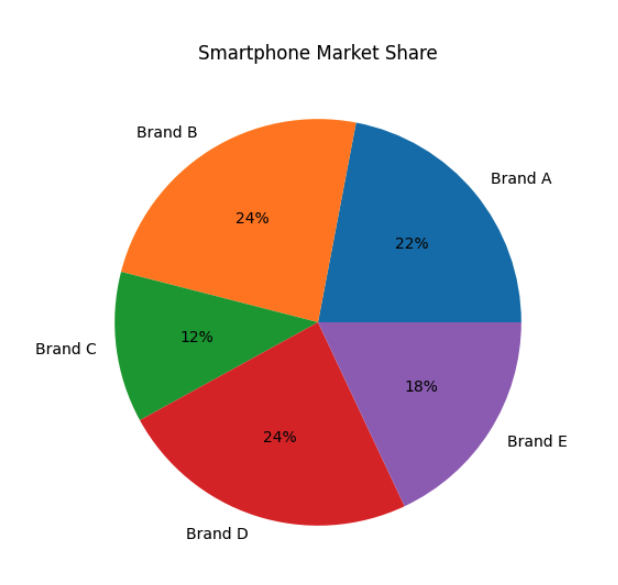 Smartphone Market Share
Brand B
Brand A
24%
22%
12%
Brand C
18%
24%
Brand E
Brand D